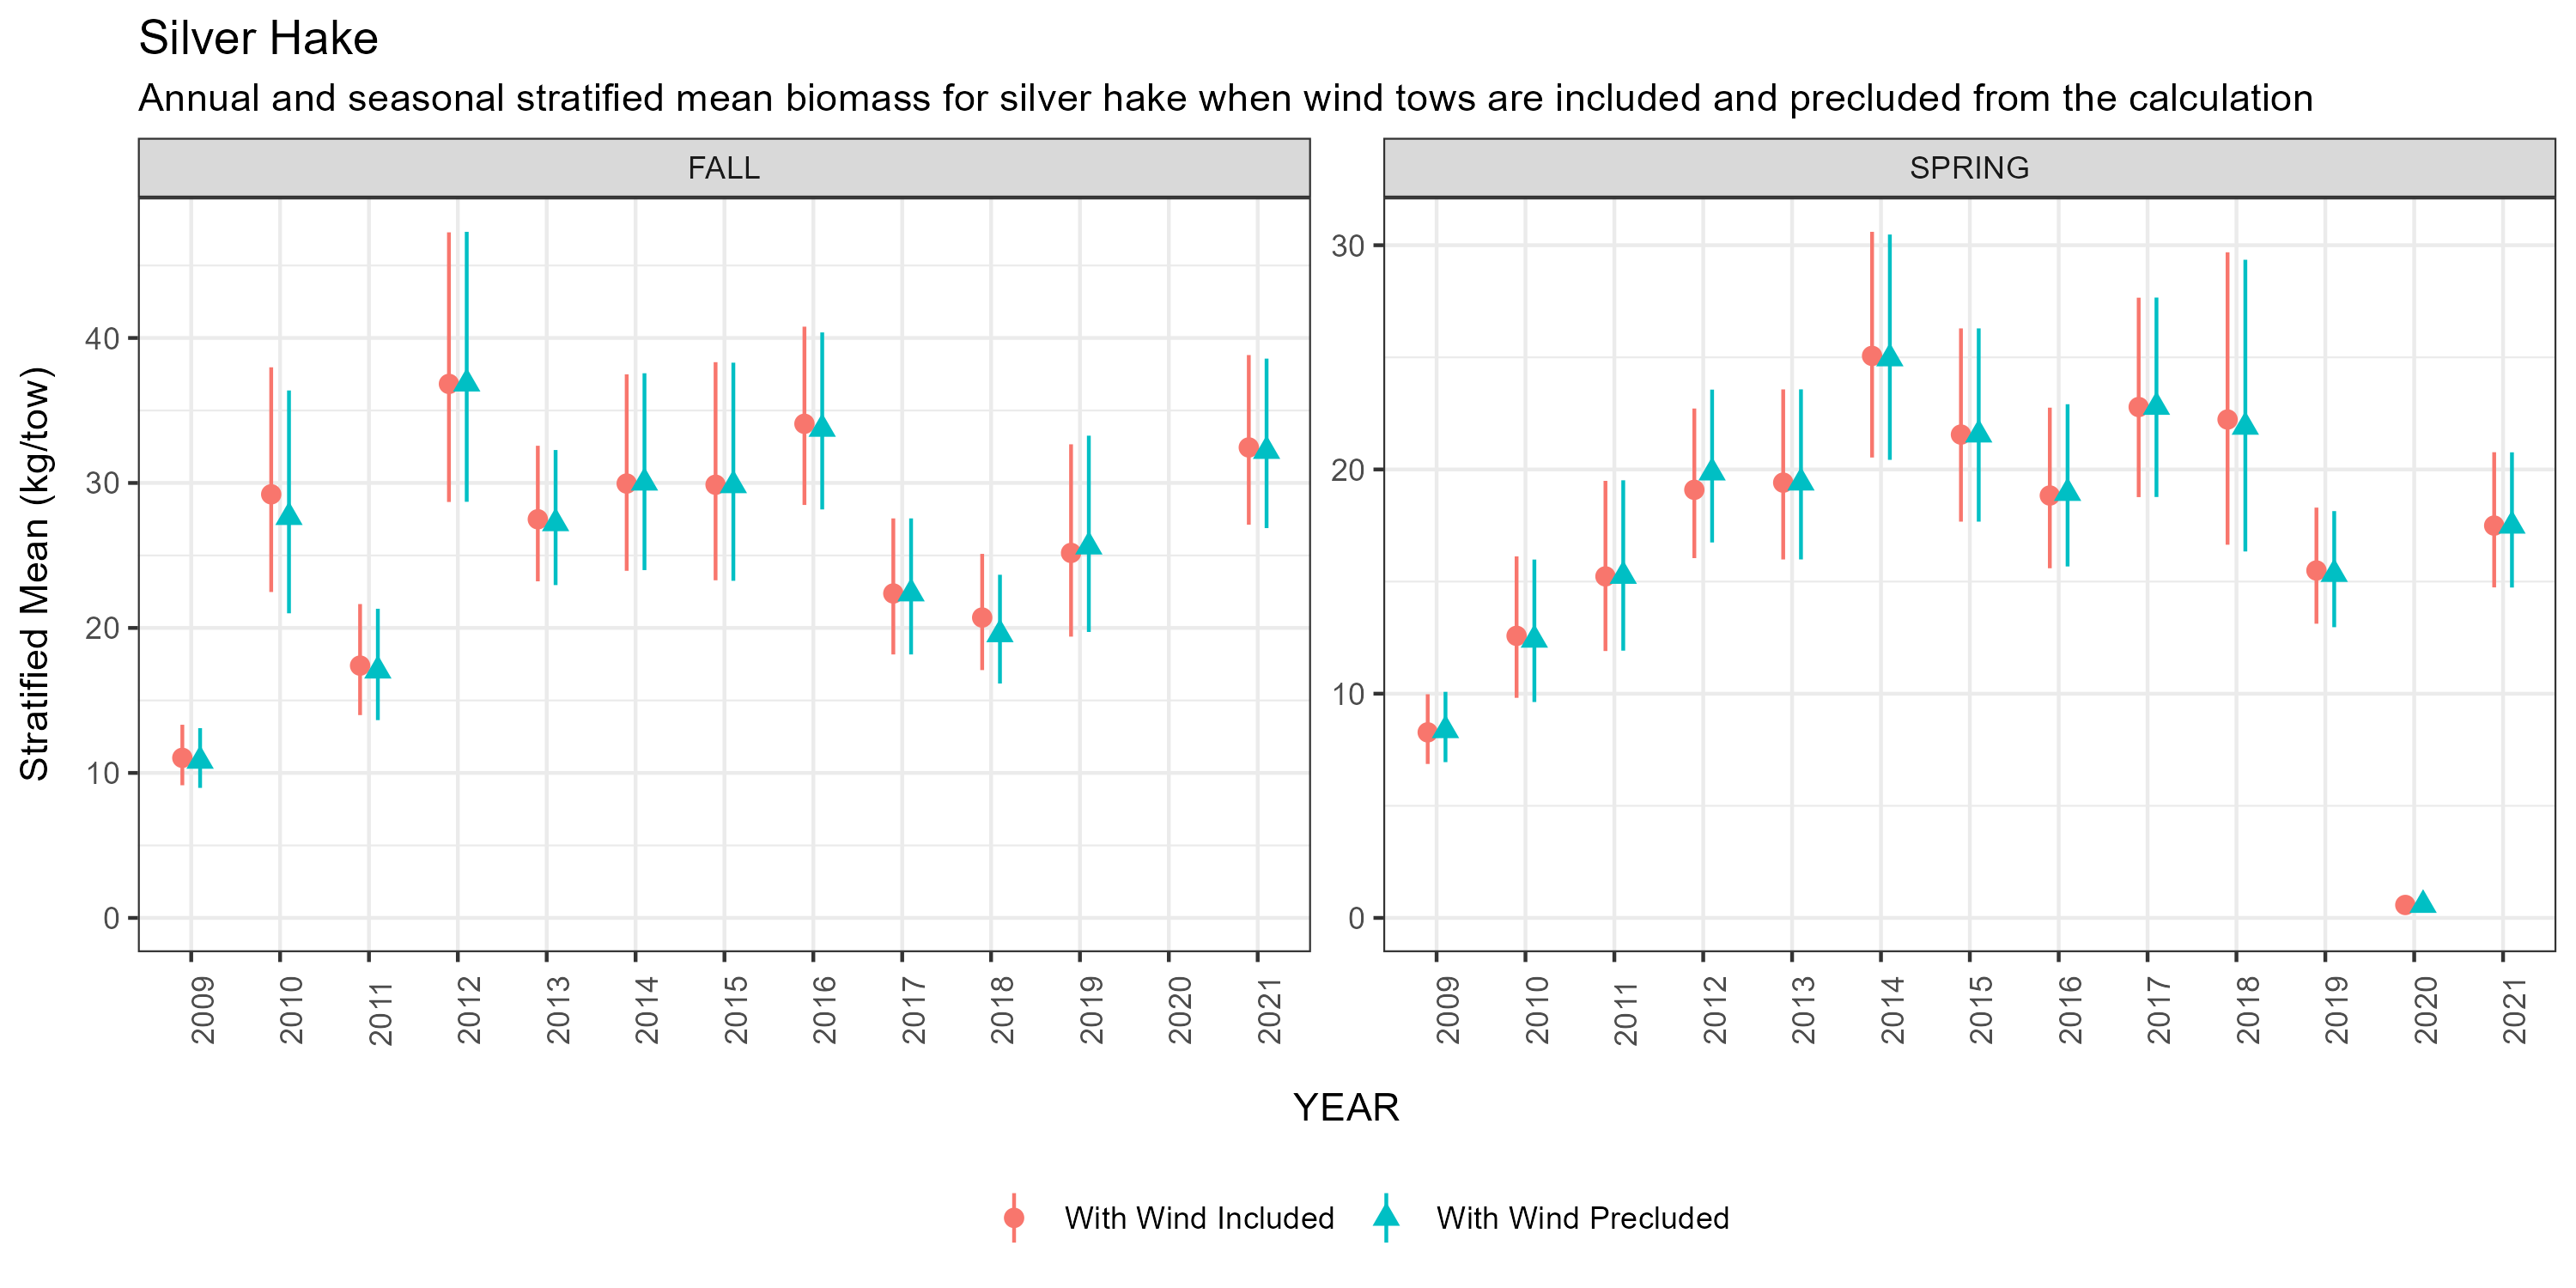 Silver Hake
Annual and seasonal stratified mean biomass for silver hake when wind tows are included and precluded from the calculation
FALL
SPRING
Stratified Mean (kg/tow)
40
30
20
10
0
30
20
10
0
2009 2010 2011 2012 2013 2014 2015 2016 2017 2018 2019 2020 2021
2009 2010 2011 2012 2013 2014 2015 2016 2017 2018 2019 2020 2021
YEAR
With Wind Included
With Wind Precluded